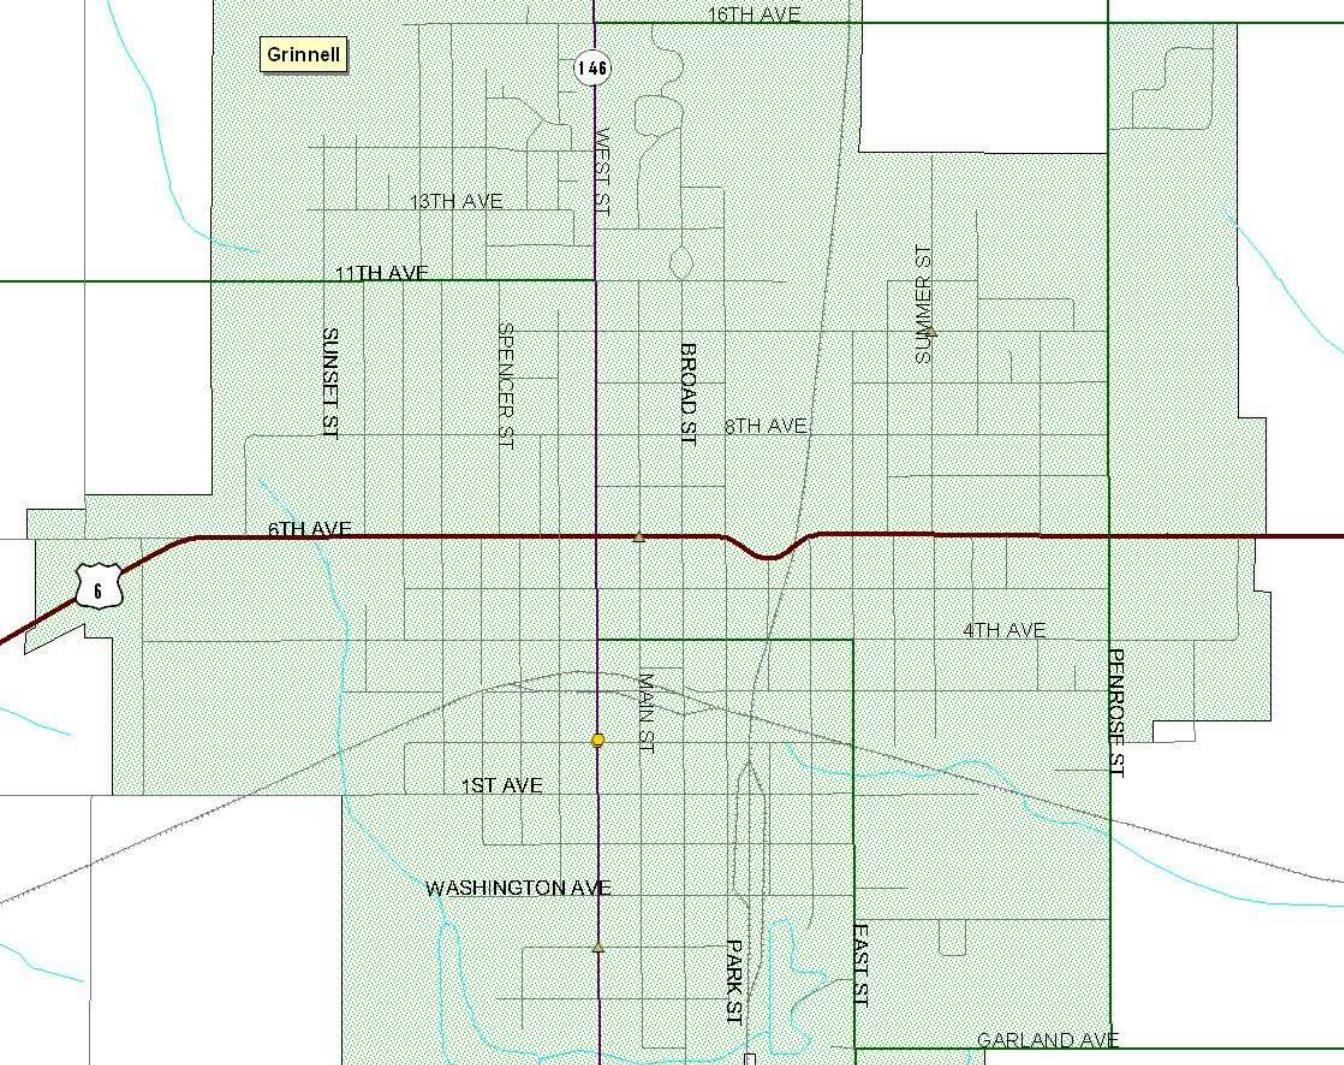 16TH AVE
Grinnell
146
WEST ST
13TH AVE
11TH AVE
SUMMER ST
SUNSET ST
SPENCER ST
BROAD ST
8TH AVE
6TH AVE
6
4TH AVE
PENROSE ST
MAIN ST
1ST AVE
WASHINGTON AVE
PARK ST
EAST ST
GARLAND AVE